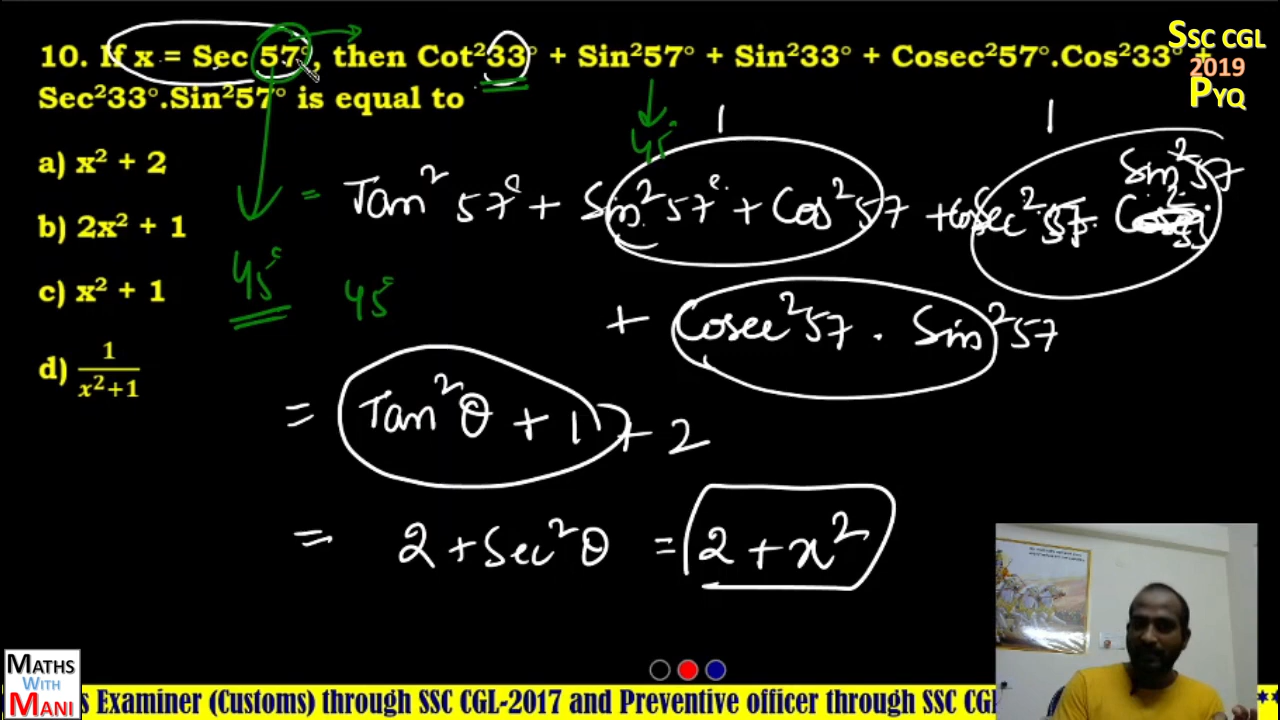 10. If x = Sec 57°, then Cot²33° + Sin²57° + Sin²33° + Cosec²57°.Cos²33° +
Sec²33°.Sin²57° is equal to
SSC CGL
2019
PYQ
a) x² + 2
b) 2x² + 1
c) x² + 1
d) 1/(x²+1)
45°
45°
45°
1
1
= Tan² 57° + Sin² 57° + Cos² 57 + Cosec² 57. Sin² 57
+ Cosec² 57 . Sin² 57
= Tan² θ + 1 + 2
= 2 + Sec² θ = 2 + x²
MATHS
WITH
MANI
s Examiner (Customs) through SSC CGL-2017 and Preventive officer through SSC CGL
**